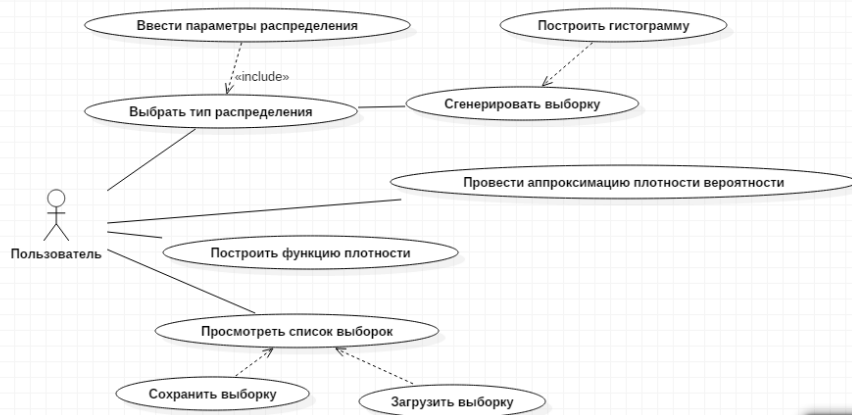 Ввести параметры распределения
Построить гистограмму
«include»
Выбрать тип распределения
Сгенерировать выборку
Провести аппроксимацию плотности вероятности
Пользователь
Построить функцию плотности
Просмотреть список выборок
Сохранить выборку
Загрузить выборку